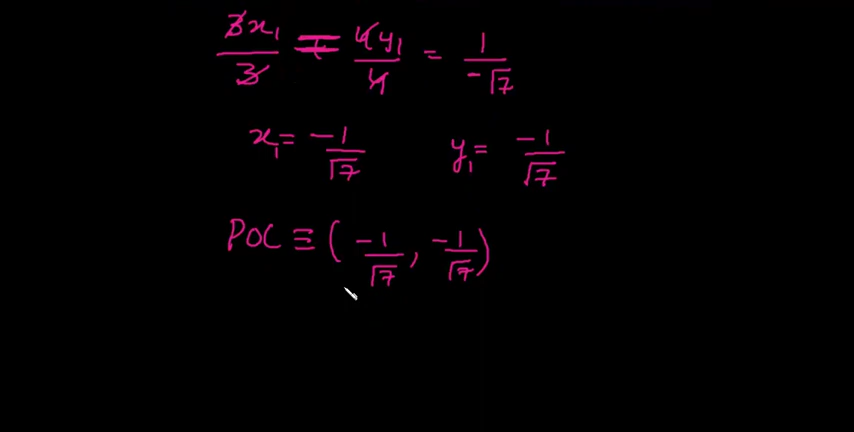 3x₁/3 = 4y₁/4 = 1/-√7
x₁ = -1/√7 y₁ = -1/√7
POC ≡ (-1/√7, -1/√7)